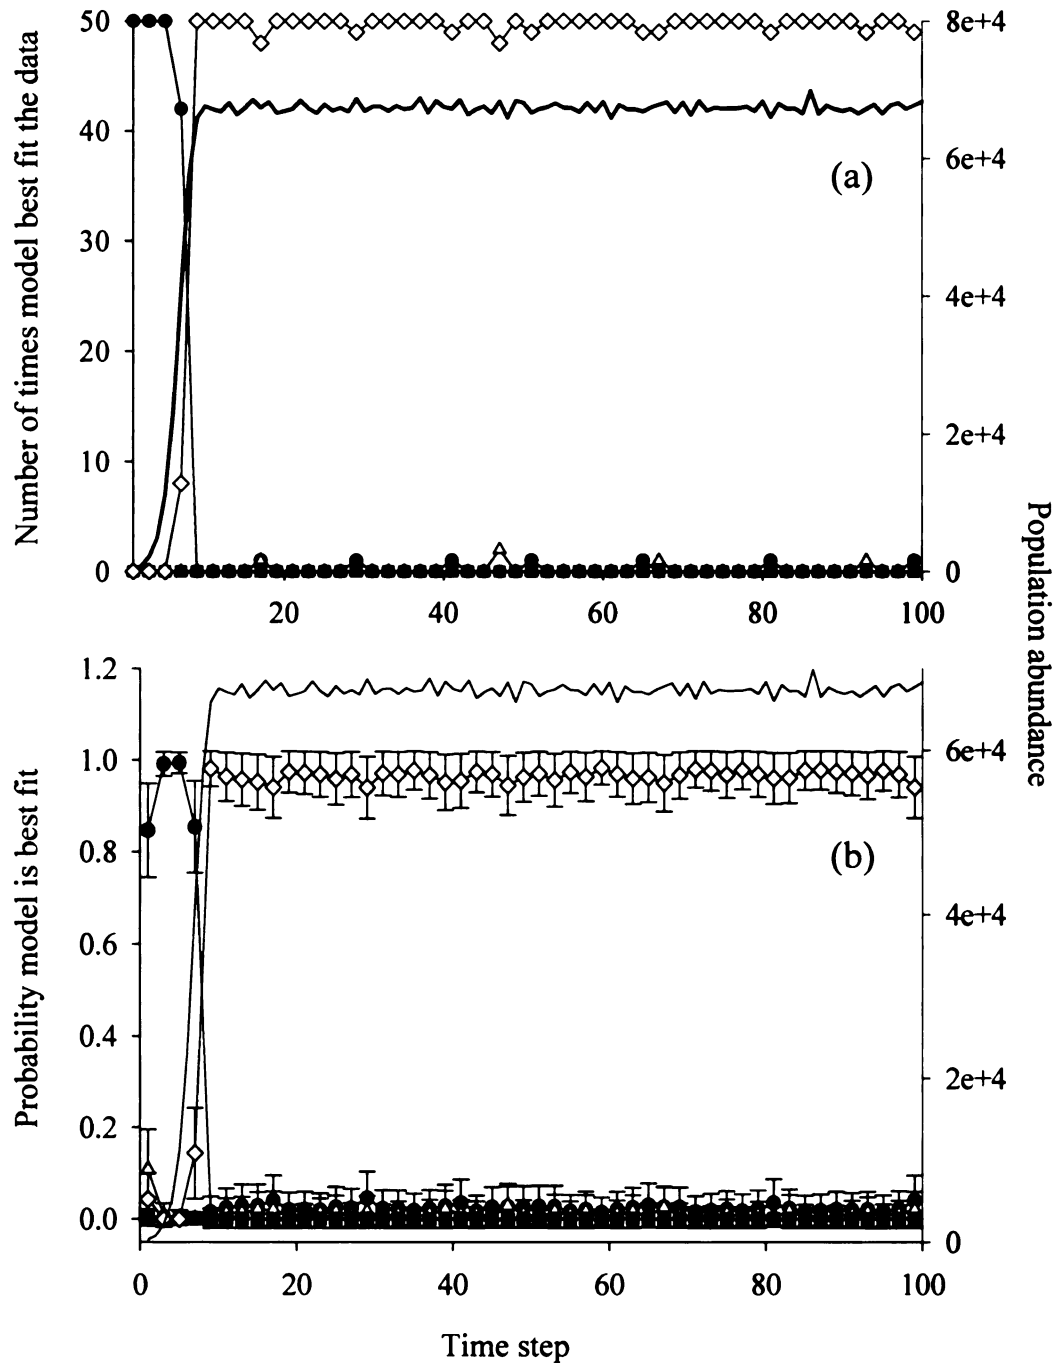 Number of times model best fit the data
50
40
30
20
10
0
8e+4
6e+4
4e+4
2e+4
0
(a)
20 40 60 80 100
Population abundance
Probability model is best fit
1.2
1.0
0.8
0.6
0.4
0.2
0.0
6e+4
4e+4
2e+4
0
(b)
0 20 40 60 80 100
Time step